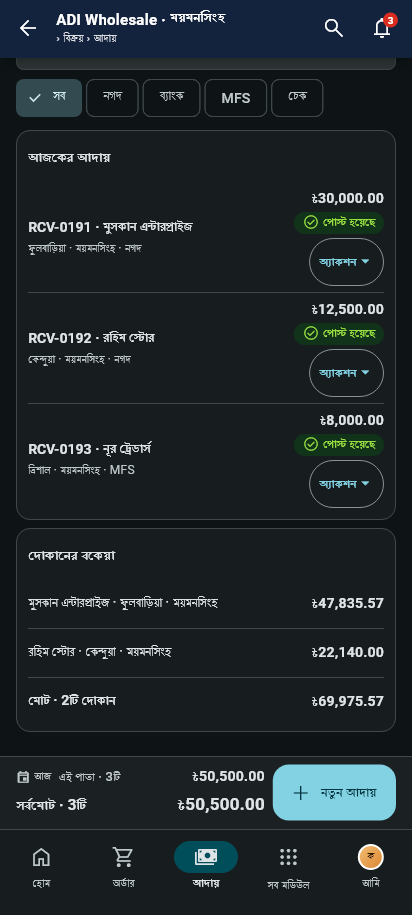 ADI Wholesale · ময়মনসিংহ
› বিক্রয় › আদায়
3
সব
নগদ
ব্যাংক
MFS
চেক
আজকের আদায়
৳30,000.00
RCV-0191 · মুসকান এন্টারপ্রাইজ
পোস্ট হয়েছে
ফুলবাড়িয়া · ময়মনসিংহ · নগদ
অ্যাকশন
৳12,500.00
RCV-0192 · রহিম স্টোর
পোস্ট হয়েছে
কেন্দুয়া · ময়মনসিংহ · নগদ
অ্যাকশন
৳8,000.00
RCV-0193 · নূর ট্রেডার্স
পোস্ট হয়েছে
ত্রিশাল · ময়মনসিংহ · MFS
অ্যাকশন
দোকানের বকেয়া
মুসকান এন্টারপ্রাইজ · ফুলবাড়িয়া · ময়মনসিংহ ৳47,835.57
রহিম স্টোর · কেন্দুয়া · ময়মনসিংহ ৳22,140.00
মোট · 2টি দোকান ৳69,975.57
আজ এই পাতা · 3টি ৳50,500.00
সর্বমোট · 3টি ৳50,500.00
নতুন আদায়
হোম
অর্ডার
আদায়
সব মডিউল
ক
আমি